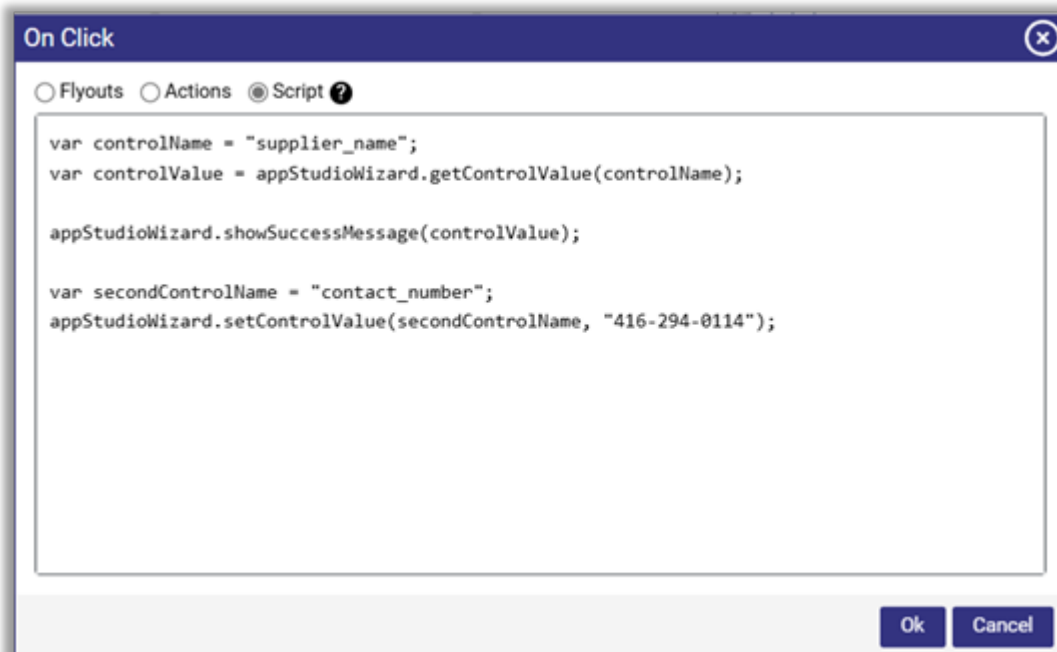 On Click
Flyouts Actions Script ?
var controlName = "supplier_name";
var controlValue = appStudioWizard.getControlValue(controlName);
appStudioWizard.showSuccessMessage(controlValue);
var secondControlName = "contact_number";
appStudioWizard.setControlValue(secondControlName, "416-294-0114");
Ok Cancel